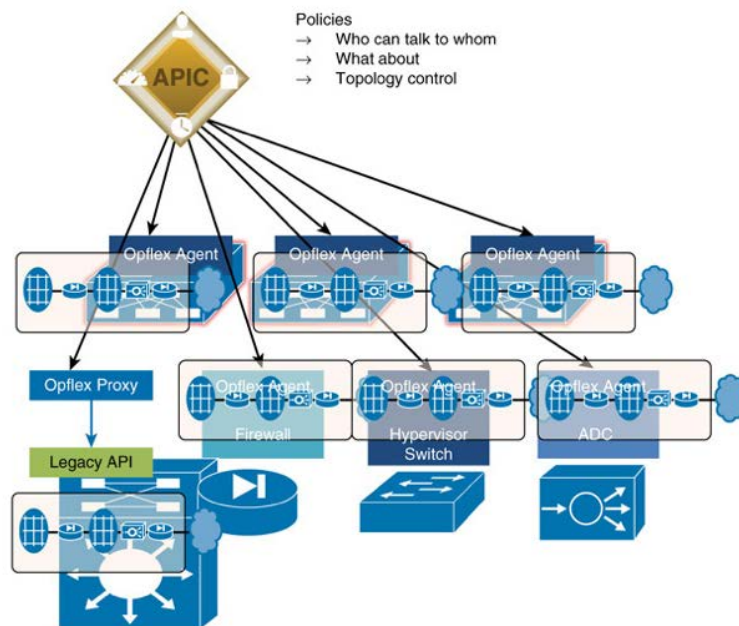 Policies
→ Who can talk to whom
→ What about
→ Topology control
APIC
Opflex Agent
Opflex Agent
Opflex Agent
Opflex Proxy
Opflex Agent
Firewall
Opflex Agent
Hypervisor
Switch
Opflex Agent
ADC
Legacy API